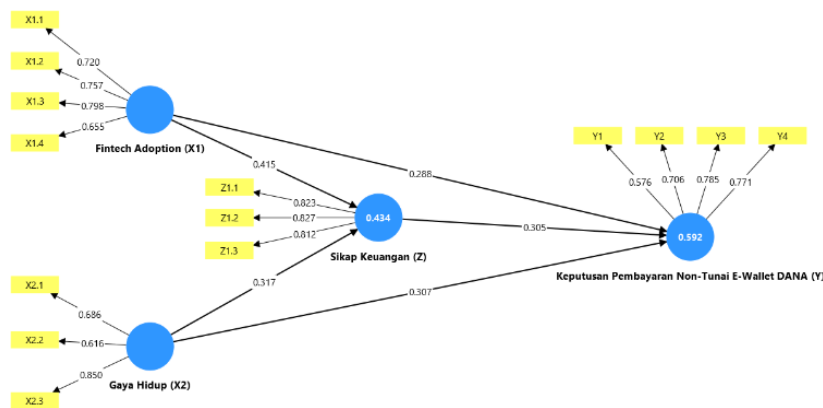 X1.1
0.720
X1.2
0.757
X1.3
0.798
X1.4
0.655
Fintech Adoption (X1)
0.415
0.288
Y1
Y2
Y3
Y4
0.576
0.706
0.785
0.771
Z1.1
0.823
Z1.2
0.827
Z1.3
0.812
0.434
Sikap Keuangan (Z)
0.305
0.592
Keputusan Pembayaran Non-Tunai E-Wallet DANA (Y)
0.317
0.307
X2.1
0.686
X2.2
0.616
X2.3
0.850
Gaya Hidup (X2)